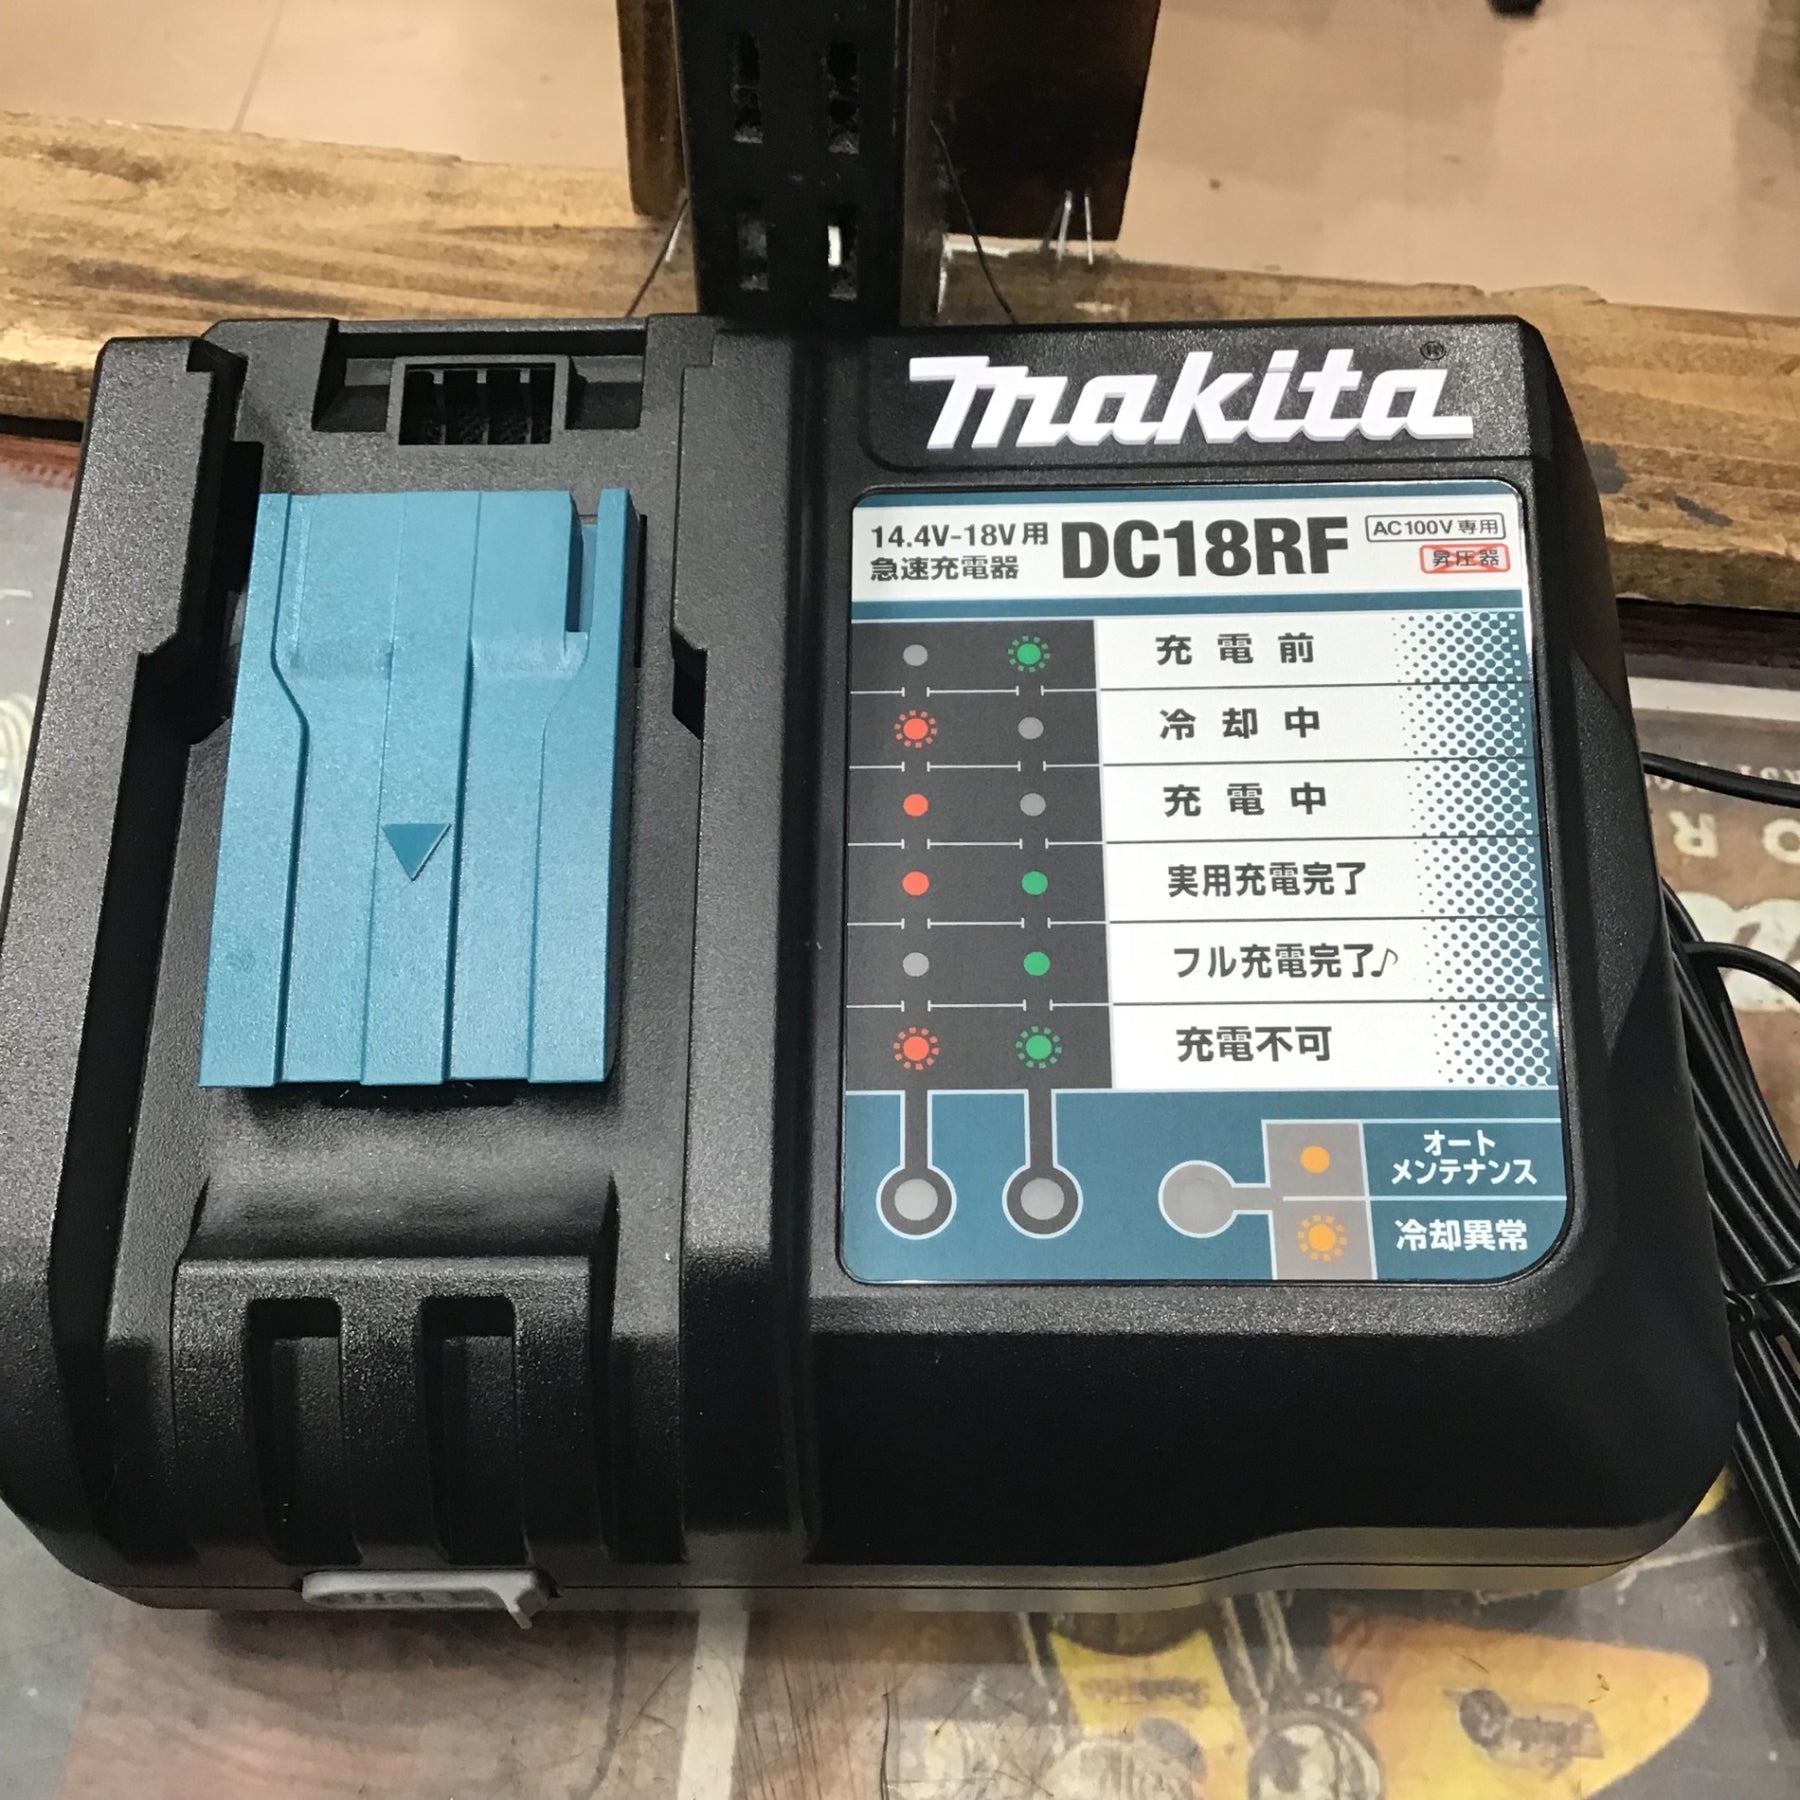 makita®
14.4V-18V用
急速充電器
DC18RF
AC100V専用
昇圧器
充電前
冷却中
充電中
実用充電完了
フル充電完了♪
充電不可
オート
メンテナンス
冷却異常